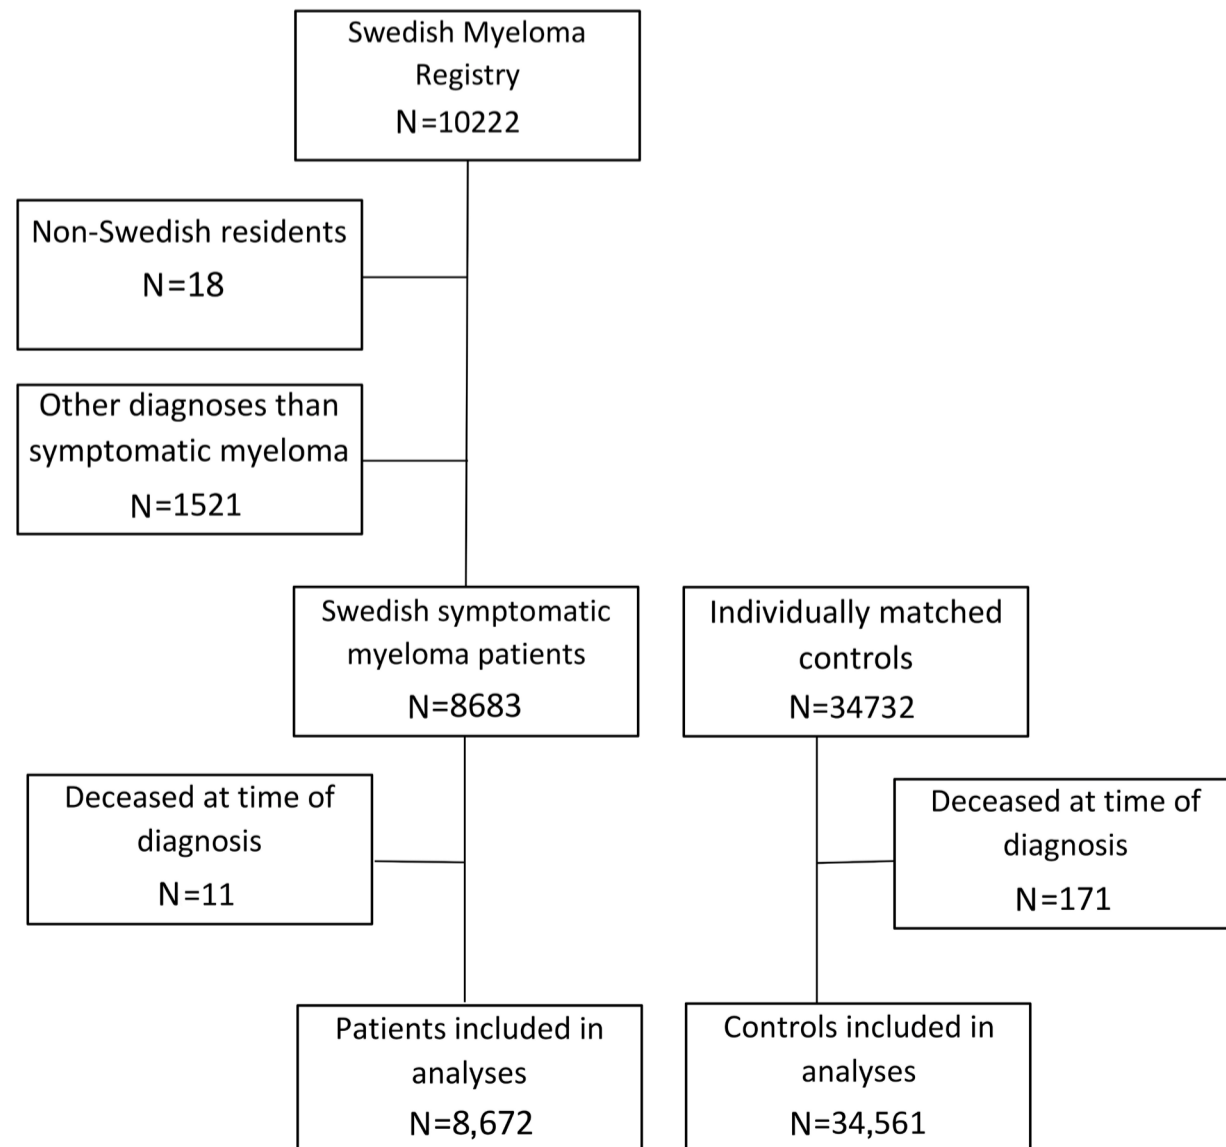 Swedish Myeloma
Registry
N=10222
Non-Swedish residents
N=18
Other diagnoses than
symptomatic myeloma
N=1521
Swedish symptomatic
myeloma patients
N=8683
Individually matched
controls
N=34732
Deceased at time of
diagnosis
N=11
Deceased at time of
diagnosis
N=171
Patients included in
analyses
N=8,672
Controls included in
analyses
N=34,561